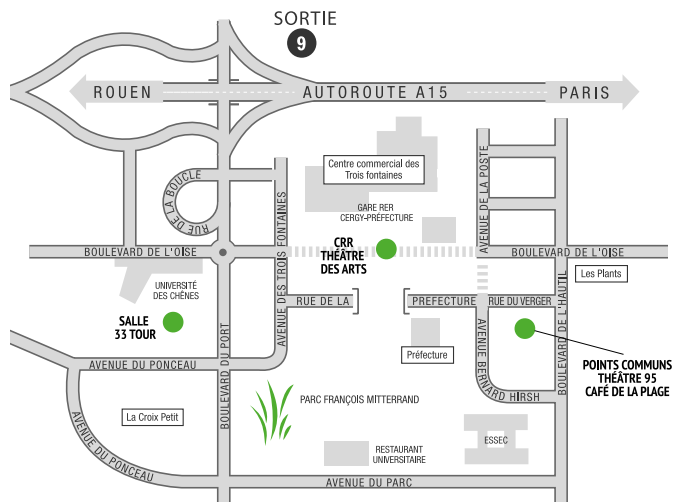 SORTIE
9
ROUEN
AUTOROUTE A15
PARIS
Centre commercial des
Trois fontaines
RUE DE LA BOUCLE
AVENUE DE LA POSTE
GARE RER
CERGY-PRÉFECTURE
BOULEVARD DE L'OISE
CRR
THÉÂTRE
DES ARTS
BOULEVARD DE L'OISE
AVENUE DES TROIS FONTAINES
Les Plants
UNIVERSITÉ
DES CHÊNES
RUE DE LA
PREFECTURE
RUE DU VERGER
BOULEVARD DE L'HAUTIL
SALLE
33 TOUR
BOULEVARD DU PORT
AVENUE BERNARD HIRSH
Préfecture
AVENUE DU PONCEAU
POINTS COMMUNS
THÉÂTRE 95
CAFÉ DE LA PLAGE
PARC FRANÇOIS MITTERRAND
La Croix Petit
AVENUE DU PONCEAU
ESSEC
RESTAURANT
UNIVERSITAIRE
AVENUE DU PARC